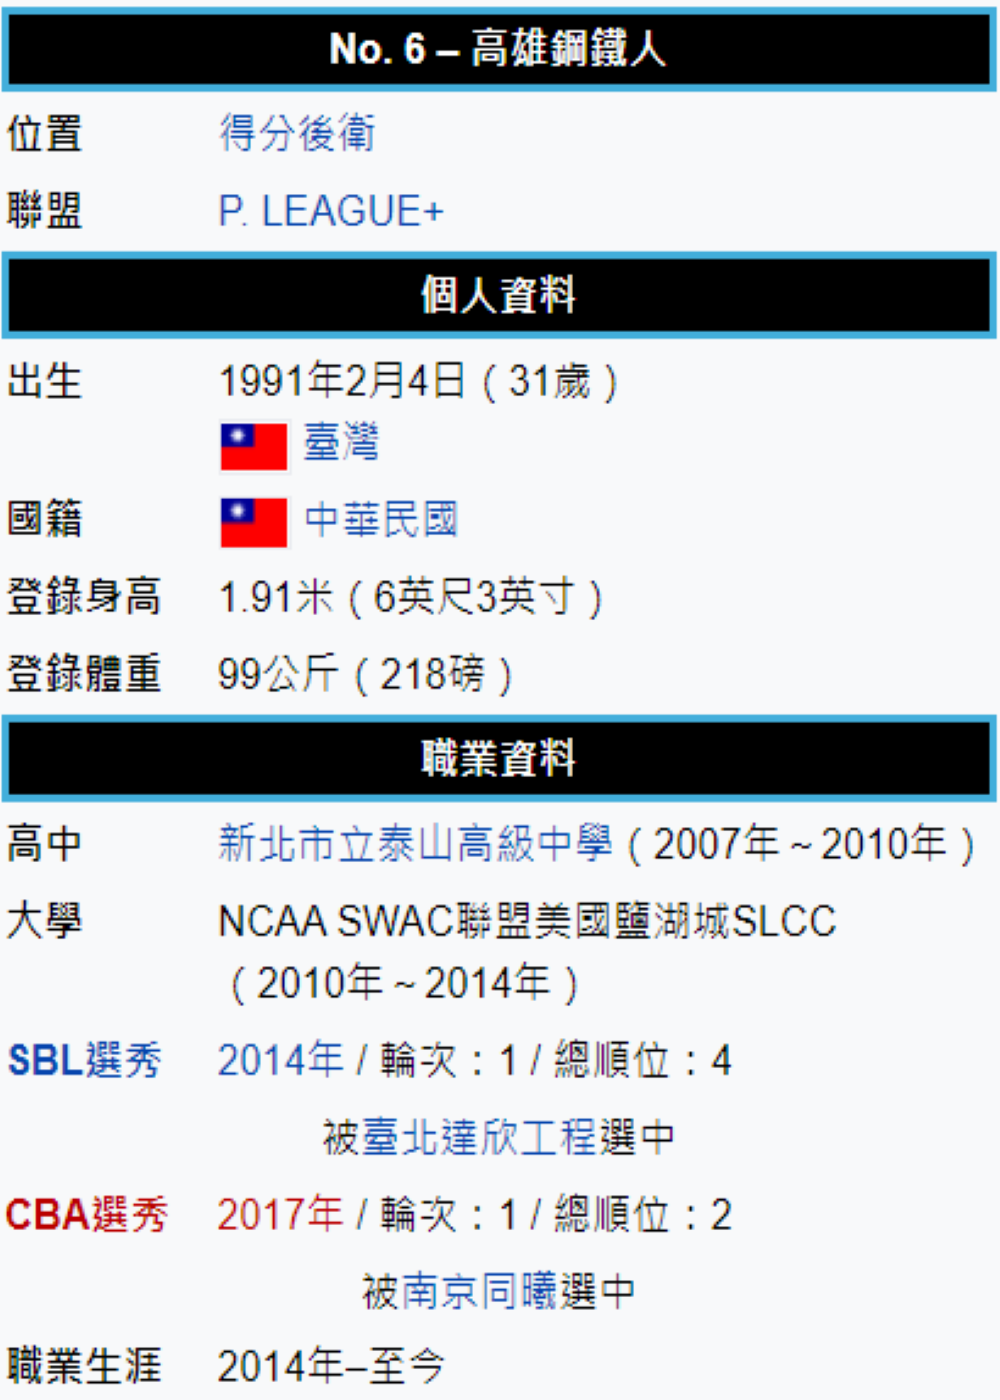 No. 6 – 高雄鋼鐵人
位置 得分後衛
聯盟 P. LEAGUE+
個人資料
出生 1991年2月4日（31歲）
臺灣
國籍 中華民國
登錄身高 1.91米（6英尺3英寸）
登錄體重 99公斤（218磅）
職業資料
高中 新北市立泰山高級中學（2007年～2010年）
大學 NCAA SWAC聯盟美國鹽湖城SLCC
（2010年～2014年）
SBL選秀 2014年 / 輪次：1 / 總順位：4
被臺北達欣工程選中
CBA選秀 2017年 / 輪次：1 / 總順位：2
被南京同曦選中
職業生涯 2014年–至今